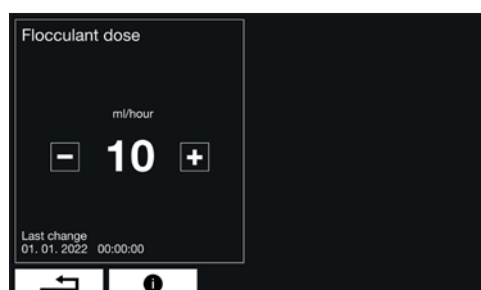 Flocculant dose
ml/hour
- 10 +
Last change
01. 01. 2022 00:00:00
i